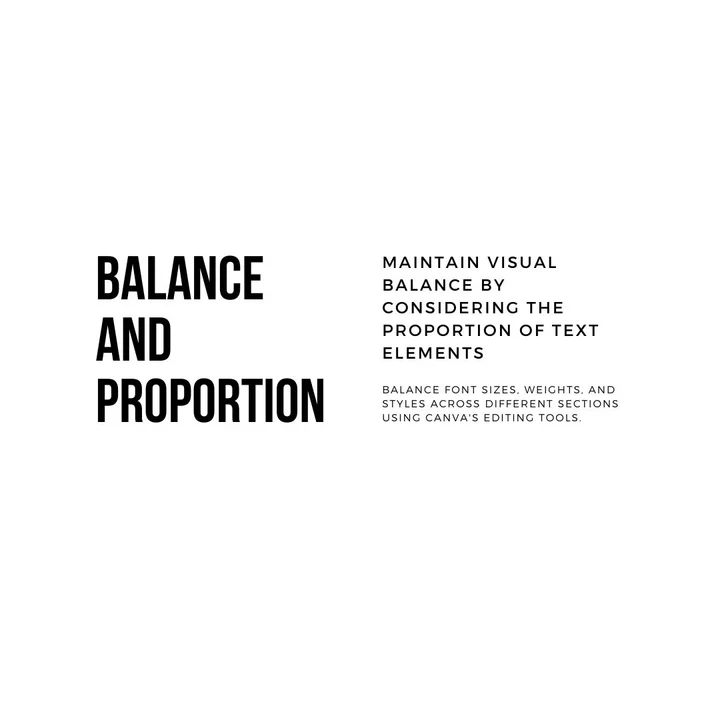 BALANCE
AND
PROPORTION
MAINTAIN VISUAL
BALANCE BY
CONSIDERING THE
PROPORTION OF TEXT
ELEMENTS
BALANCE FONT SIZES, WEIGHTS, AND
STYLES ACROSS DIFFERENT SECTIONS
USING CANVA'S EDITING TOOLS.